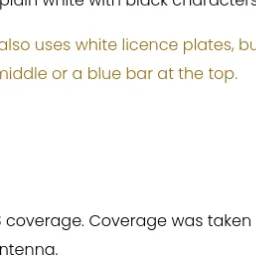 plain white with black characters
also uses white licence plates, bu
middle or a blue bar at the top.
coverage. Coverage was taken
ntenna.